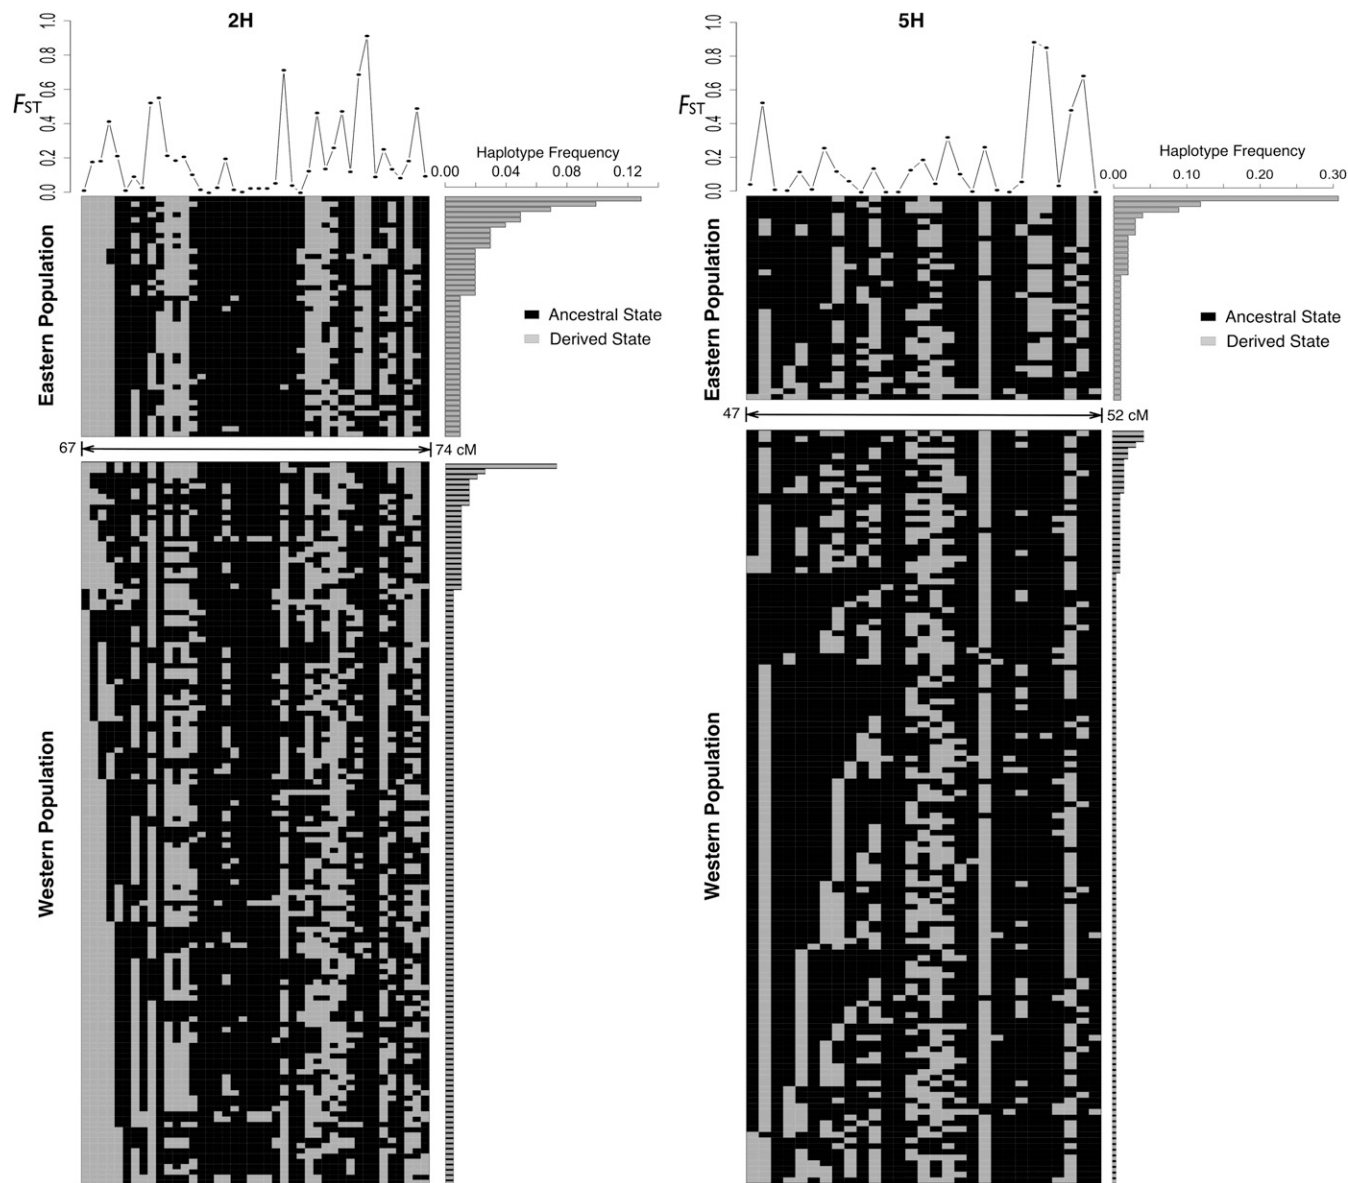 2H
1.0
0.8
0.6
0.4
0.2
0.0
FST
Haplotype Frequency
0.00 0.04 0.08 0.12
Eastern Population
Ancestral State
Derived State
67 74 cM
Western Population
5H
1.0
0.8
0.6
0.4
0.2
0.0
FST
Haplotype Frequency
0.00 0.10 0.20 0.30
Eastern Population
Ancestral State
Derived State
47 52 cM
Western Population